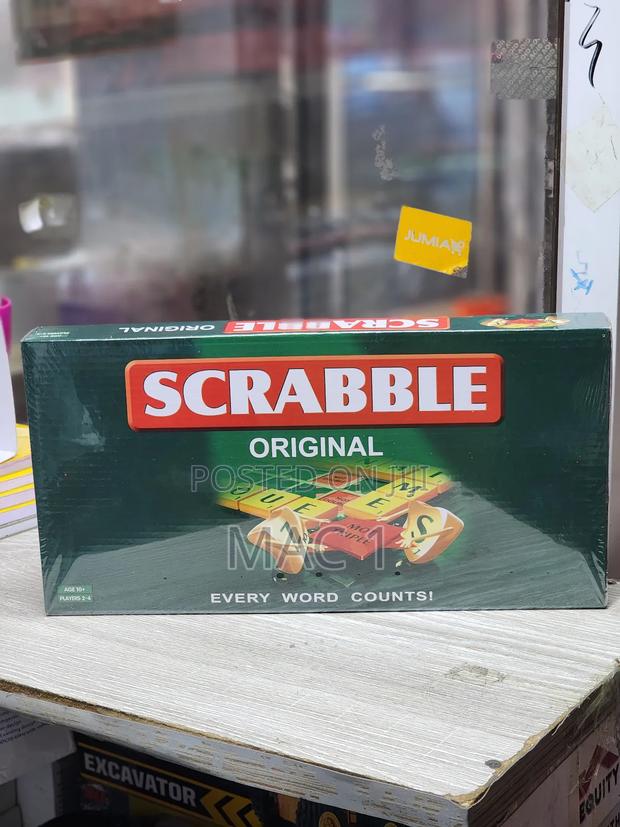 JUMIA
ORIGINAL SCRABBLE
SCRABBLE
ORIGINAL
POSTED ON JIJI
MAC 1
EVERY WORD COUNTS!
AGE 10+
PLAYERS 2-4
EXCAVATOR
EQUITY